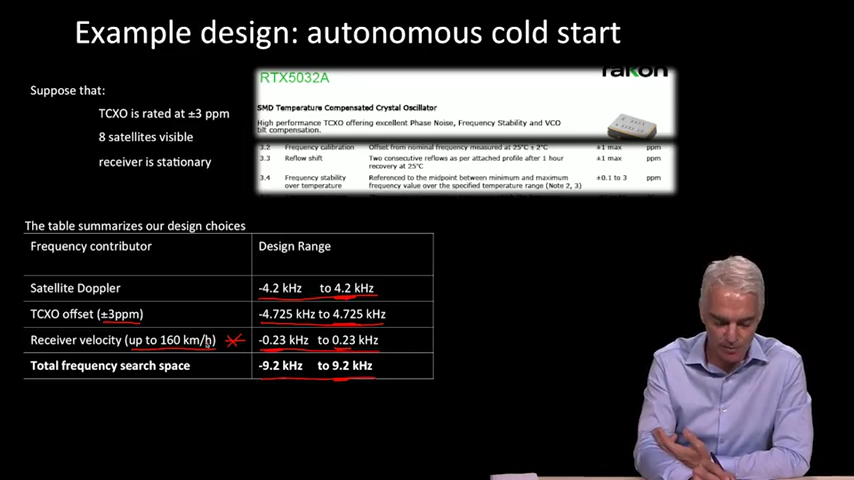 Example design: autonomous cold start
Suppose that:
TCXO is rated at ±3 ppm
8 satellites visible
receiver is stationary
rakon
RTX5032A
SMD Temperature Compensated Crystal Oscillator
High performance TCXO offering excellent Phase Noise, Frequency Stability and VCO
tilt compensation.
3.2 Frequency calibration Offset from nominal frequency measured at 25°C ± 2°C ±1 max ppm
3.3 Reflow shift Two consecutive reflows as per attached profile after 1 hour ±1 max ppm
recovery at 25°C
3.4 Frequency stability Referenced to the midpoint between minimum and maximum ±0.1 to 3 ppm
over temperature frequency value over the specified temperature range (Note 2, 3)
The table summarizes our design choices
Frequency contributor Design Range
Satellite Doppler -4.2 kHz to 4.2 kHz
TCXO offset (±3ppm) -4.725 kHz to 4.725 kHz
Receiver velocity (up to 160 km/h) -0.23 kHz to 0.23 kHz
Total frequency search space -9.2 kHz to 9.2 kHz